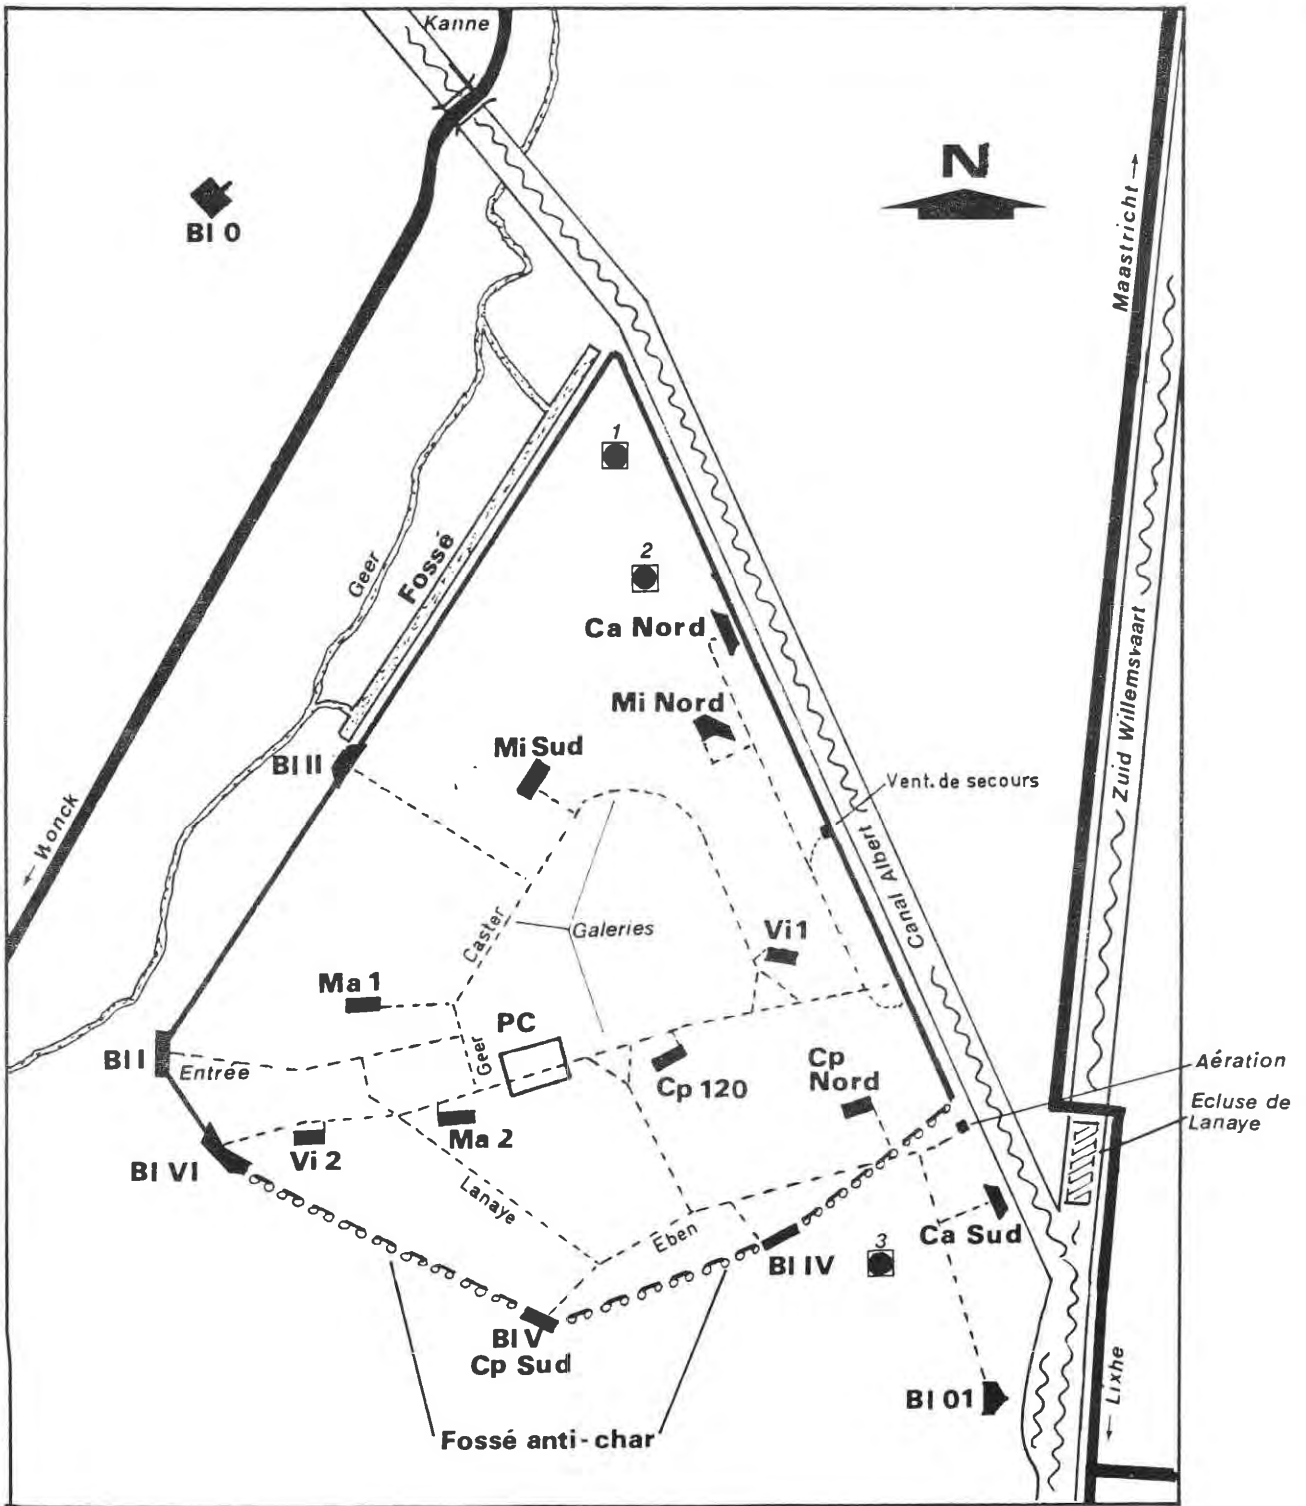 Kanne
N
Bl 0
Maastricht →
1
2
Geer
Fossé
Ca Nord
Zuid Willemsvaart
Mi Nord
Mi Sud
Bl II
Vent. de secours
← Wonck
Canal Albert
Caster
Galeries
Vi 1
Ma 1
PC
Geer
Bl I
Entrée
Cp 120
Cp
Nord
Aération
Ecluse de
Lanaye
Ma 2
Vi 2
Bl VI
Lanaye
Eben
Ca Sud
3
Bl IV
Bl V
Cp Sud
← Lixhe
Bl 01
Fossé anti-char